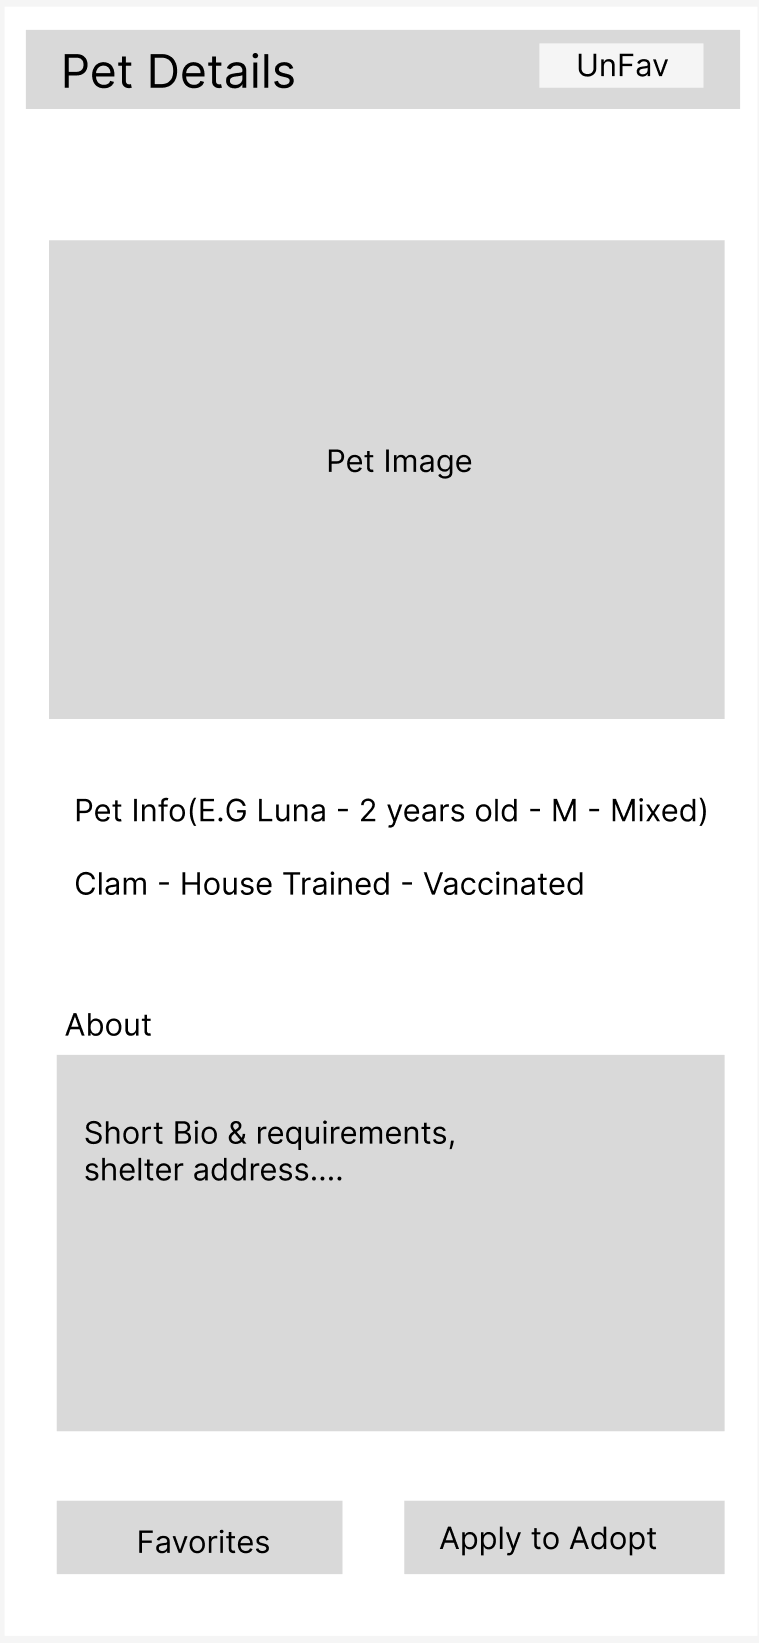 Pet Details
UnFav
Pet Image
Pet Info(E.G Luna - 2 years old - M - Mixed)
Clam - House Trained - Vaccinated
About
Short Bio & requirements,
shelter address....
Favorites
Apply to Adopt